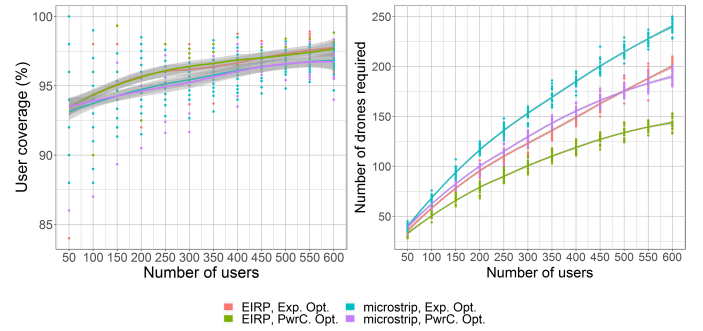 User coverage (%)
100
95
90
85
50 100 150 200 250 300 350 400 450 500 550 600
Number of users
Number of drones required
250
200
150
100
50
50 100 150 200 250 300 350 400 450 500 550 600
Number of users
EIRP, Exp. Opt. microstrip, Exp. Opt.
EIRP, PwrC. Opt. microstrip, PwrC. Opt.